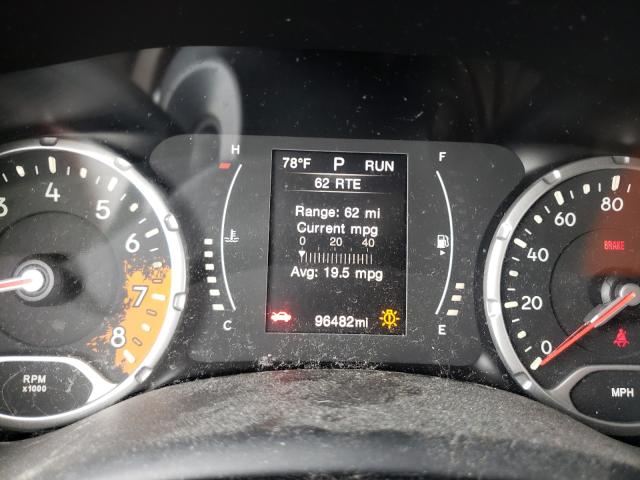 H
78°F P RUN
F
62 RTE
Range: 62 mi
Current mpg
0 20 40
Avg: 19.5 mpg
96482mi
C
E
3 4 5 6 7 8
RPM
x1000
0 20 40 60 80
BRAKE
MPH